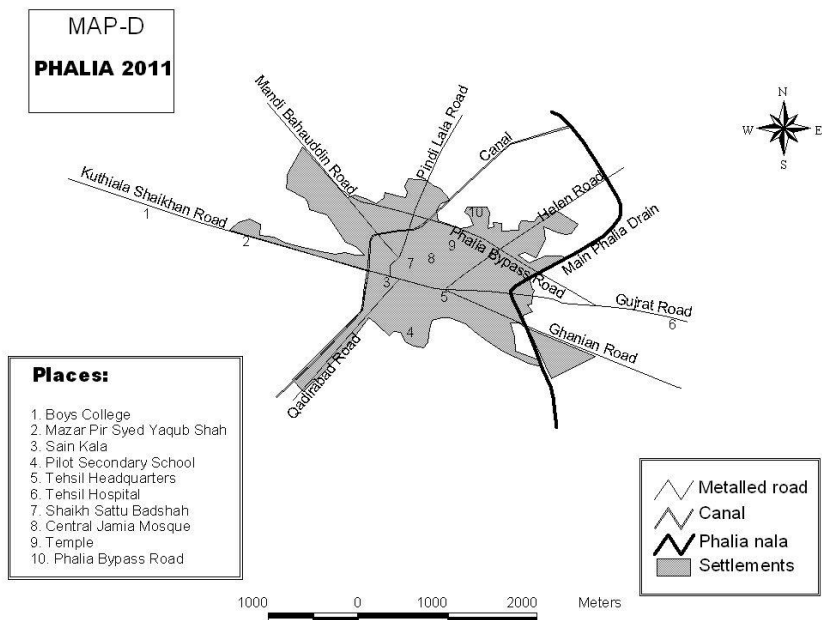 MAP-D
PHALIA 2011
N
W
E
S
Mandi Bahauddin Road
Pindi Lala Road
Canal
Kuthiala Shaikhan Road
Helen Road
Main Phalia Drain
Phalia Bypass Road
Gujrat Road
Ghanian Road
Qadirabad Road
1
2
3
4
5
6
7
8
9
10
Places:
1. Boys College
2. Mazar Pir Syed Yaqub Shah
3. Sain Kala
4. Pilot Secondary School
5. Tehsil Headquarters
6. Tehsil Hospital
7. Shaikh Sattu Badshah
8. Central Jamia Mosque
9. Temple
10. Phalia Bypass Road
Metalled road
Canal
Phalia nala
Settlements
1000 0 1000 2000 Meters